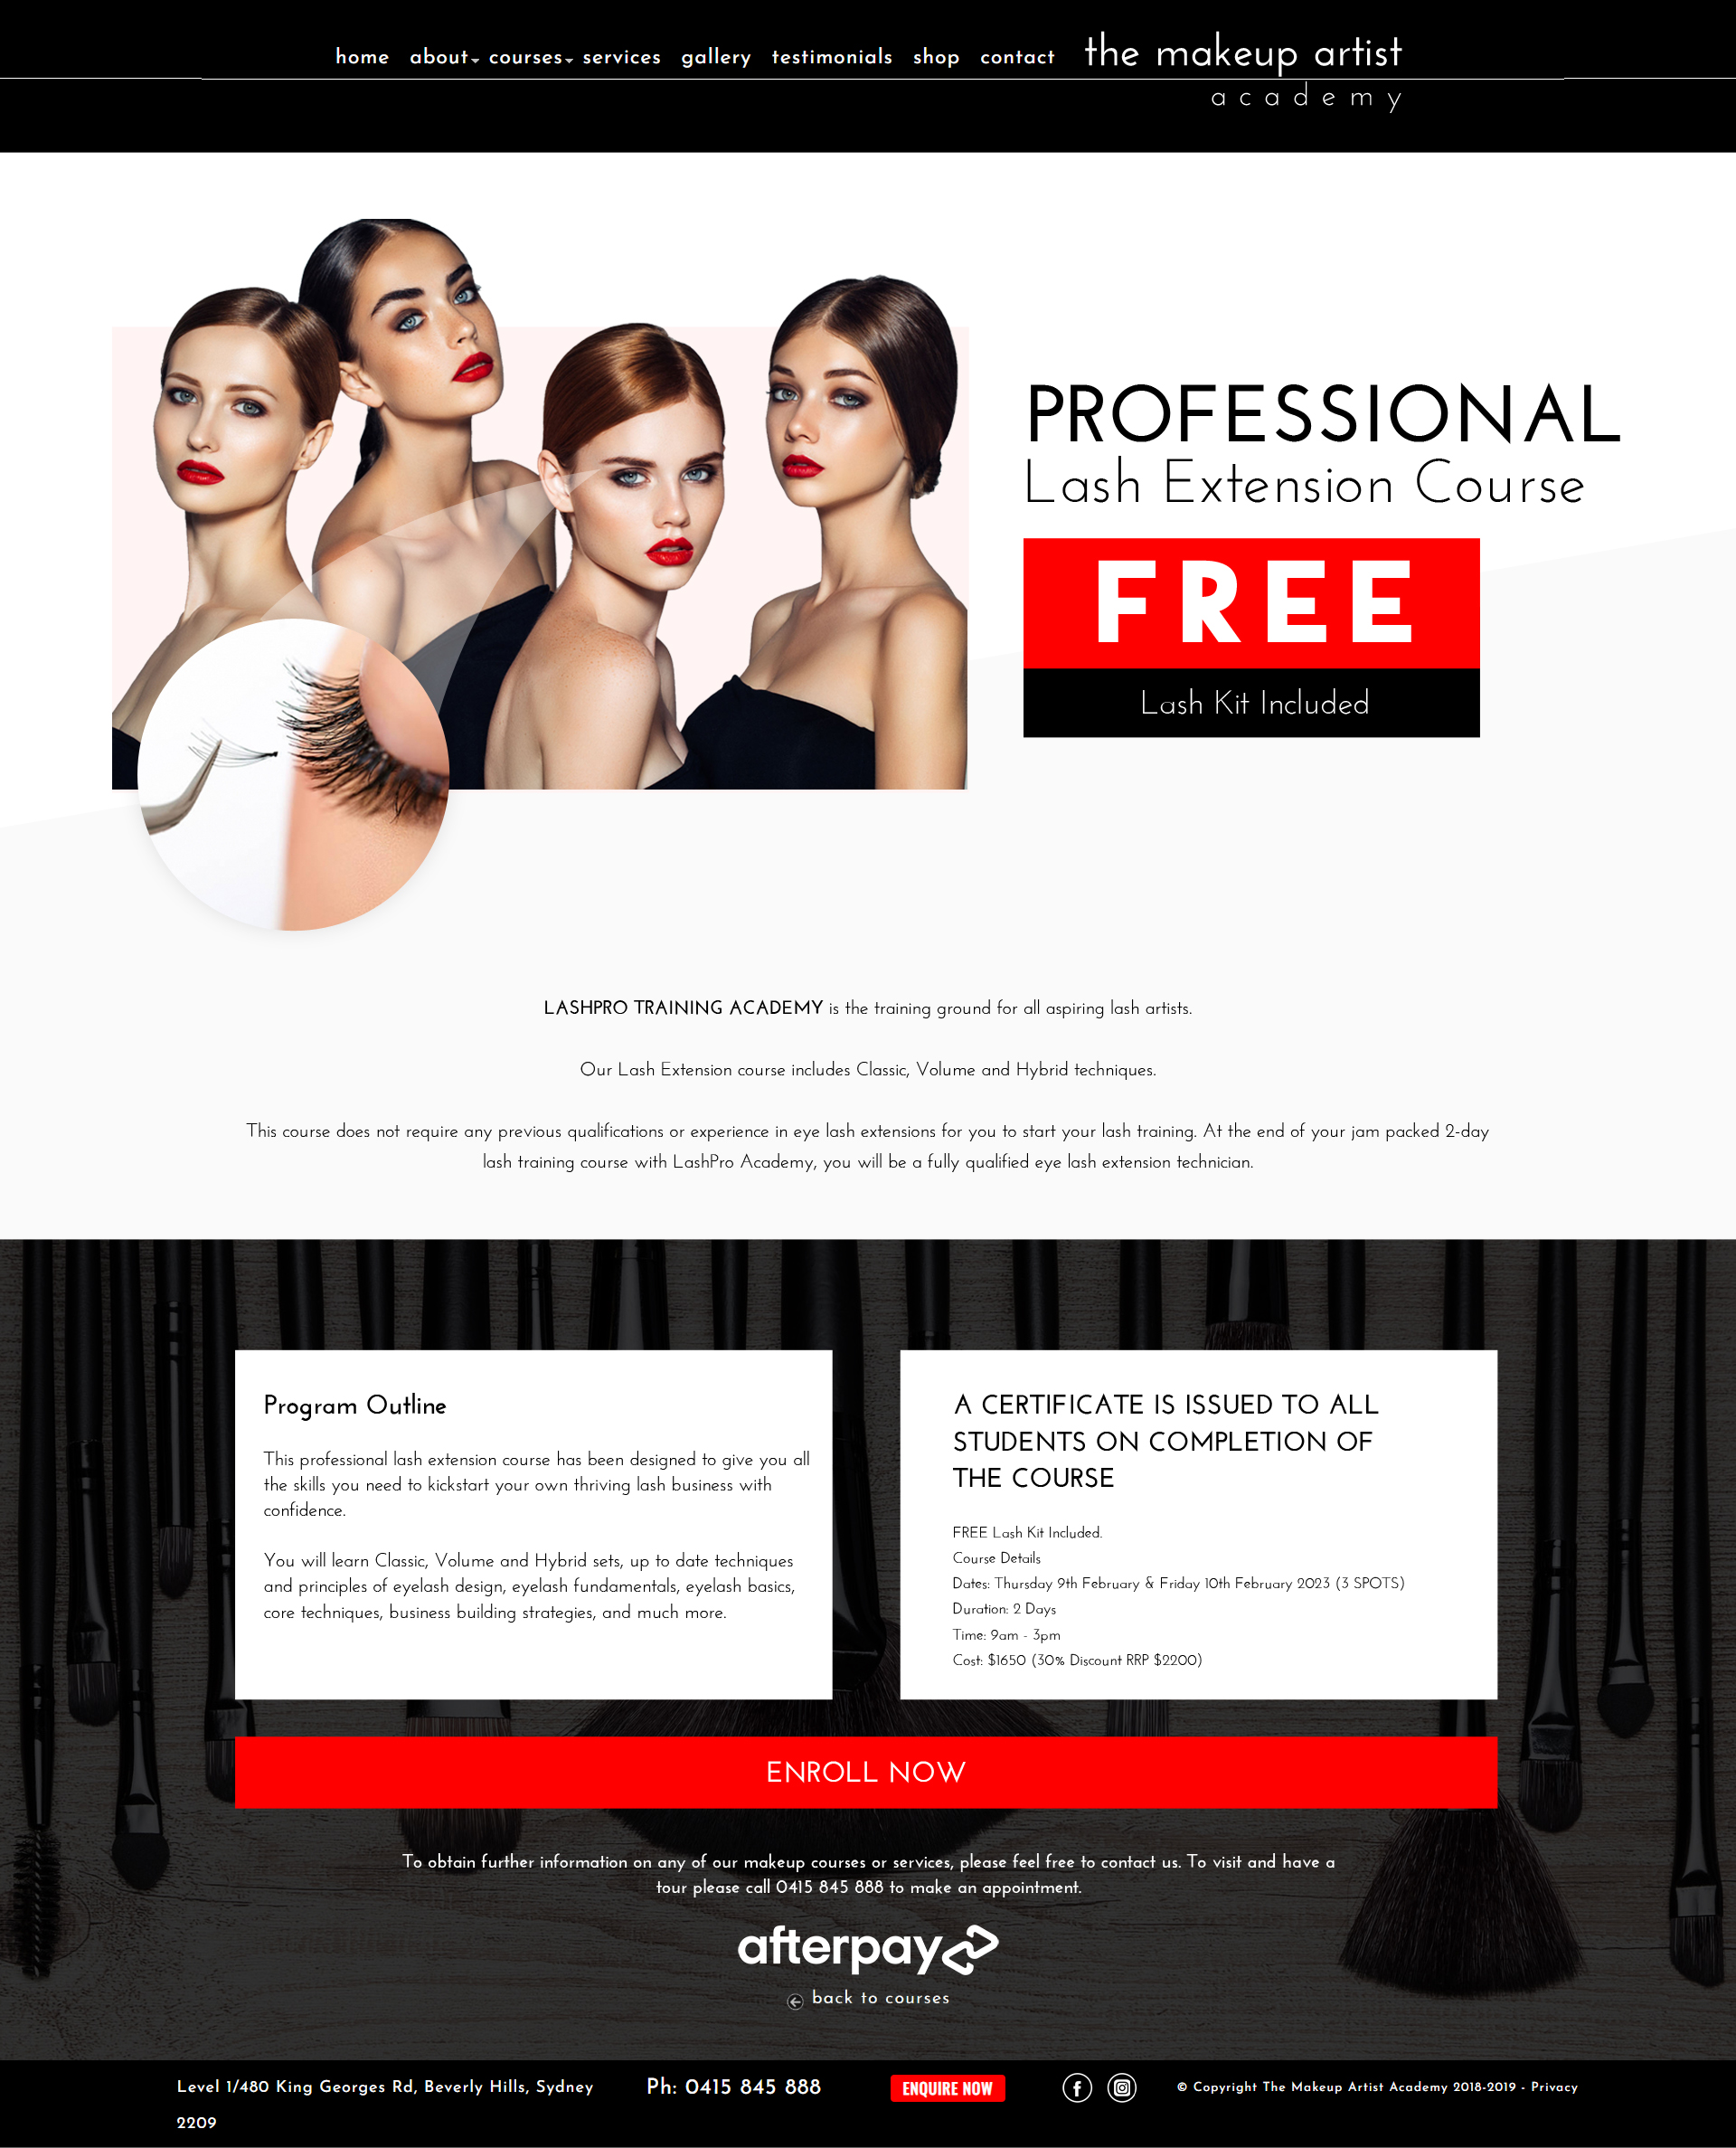 home about courses services gallery testimonials shop contact
the makeup artist
academy
PROFESSIONAL
Lash Extension Course
FREE
Lash Kit Included
LASHPRO TRAINING ACADEMY is the training ground for all aspiring lash artists.
Our Lash Extension course includes Classic, Volume and Hybrid techniques.
This course does not require any previous qualifications or experience in eye lash extensions for you to start your lash training. At the end of your jam packed 2-day
lash training course with LashPro Academy, you will be a fully qualified eye lash extension technician.
Program Outline
This professional lash extension course has been designed to give you all
the skills you need to kickstart your own thriving lash business with
confidence.
You will learn Classic, Volume and Hybrid sets, up to date techniques
and principles of eyelash design, eyelash fundamentals, eyelash basics,
core techniques, business building strategies, and much more.
A CERTIFICATE IS ISSUED TO ALL
STUDENTS ON COMPLETION OF
THE COURSE
FREE Lash Kit Included.
Course Details
Dates: Thursday 9th February & Friday 10th February 2023 (3 SPOTS)
Duration: 2 Days
Time: 9am - 3pm
Cost: $1650 (30% Discount RRP $2200)
ENROLL NOW
To obtain further information on any of our makeup courses or services, please feel free to contact us. To visit and have a
tour please call 0415 845 888 to make an appointment.
afterpay
back to courses
Level 1/480 King Georges Rd, Beverly Hills, Sydney
2209
Ph: 0415 845 888
ENQUIRE NOW
© Copyright The Makeup Artist Academy 2018-2019 - Privacy